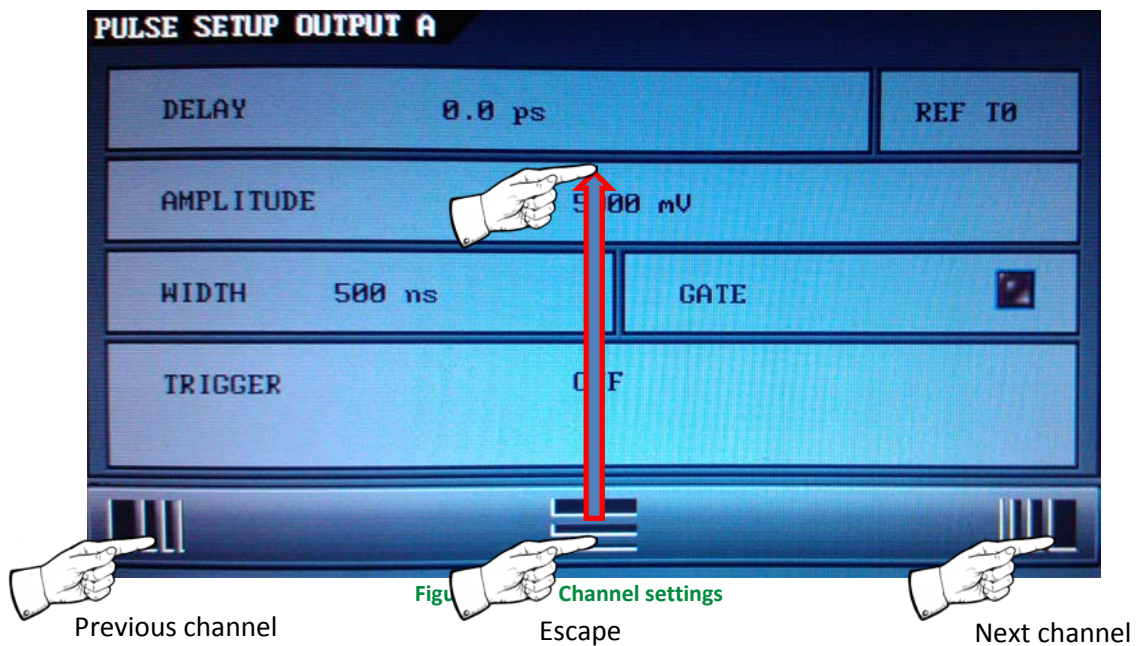 PULSE SETUP OUTPUT A
DELAY 0.0 ps REF T0
AMPLITUDE mV
WIDTH 500 ns GATE
TRIGGER
Channel settings
Previous channel Escape Next channel